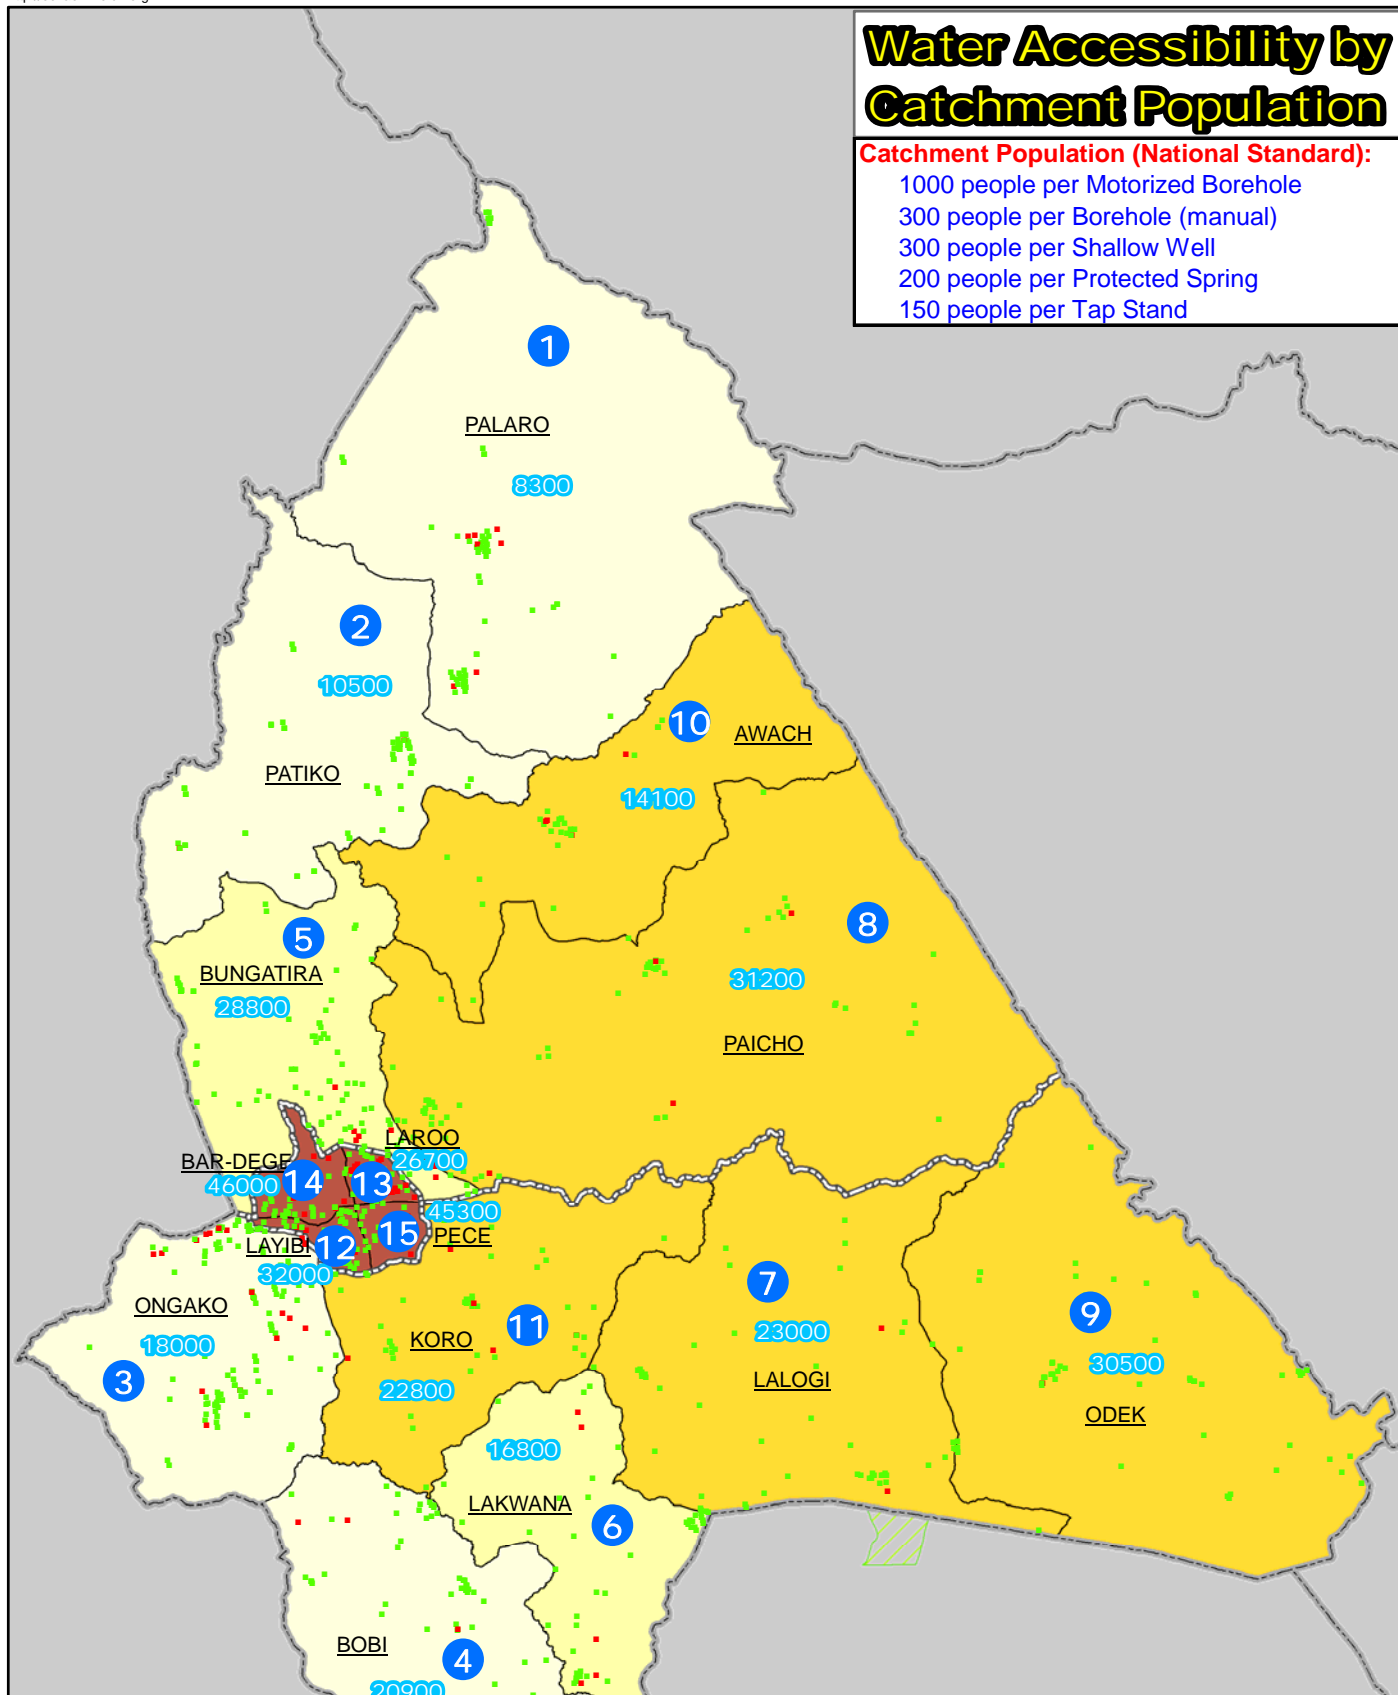 Water Accessibility by
Catchment Population
Catchment Population (National Standard):
1000 people per Motorized Borehole
300 people per Borehole (manual)
300 people per Shallow Well
200 people per Protected Spring
150 people per Tap Stand
1
PALARO
8300
2
10500
PATIKO
10
AWACH
14100
8
31200
PAICHO
5
BUNGATIRA
28800
LAROO
26700
BAR-DEGE
46000
14
13
45300
PECE
15
LAYIBI
12
32000
ONGAKO
18000
3
KORO
11
22800
7
23000
LALOGI
9
30500
ODEK
16800
LAKWANA
6
BOBI
4
20900